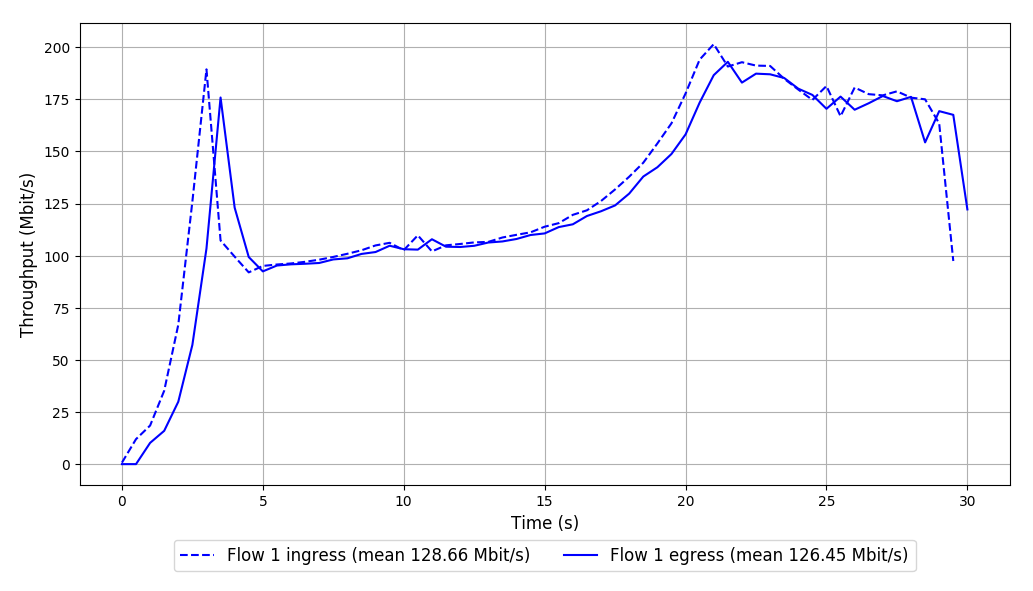 Throughput (Mbit/s)
200
175
150
125
100
75
50
25
0
0 5 10 15 20 25 30
Time (s)
Flow 1 ingress (mean 128.66 Mbit/s) Flow 1 egress (mean 126.45 Mbit/s)